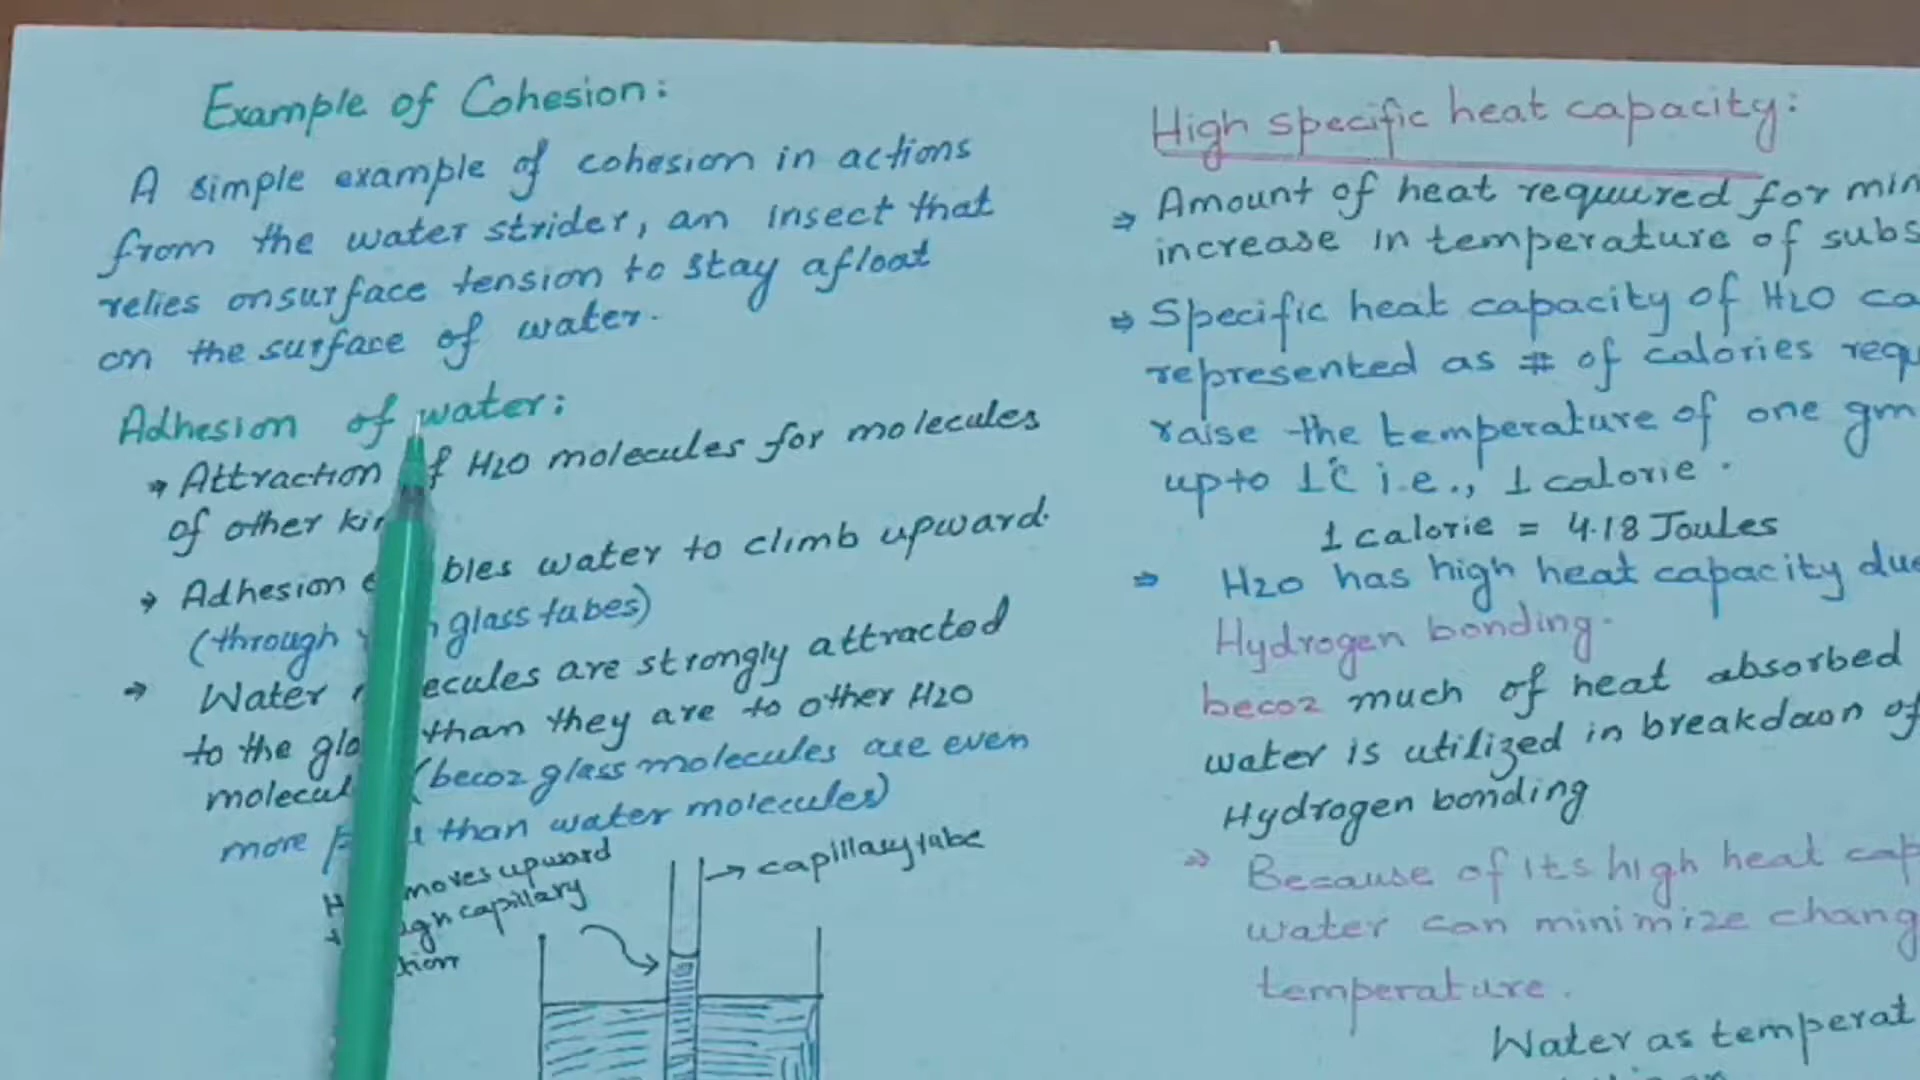 Example of Cohesion:
A simple example of cohesion in actions
from the water strider, an insect that
relies on surface tension to stay afloat
on the surface of water.
Adhesion of water:
→ Attraction of H2O molecules for molecules
of other
→ Adhesion bles water to climb upward.
(through glass tubes)
→ Water ecules are strongly attracted
to the than they are to other H2O
molecul (becoz glass molecules are even
more than water molecules)
moves upward
capillary
→ capillary tube
High specific heat capacity:
⇒ Amount of heat requured for min
increase in temperature of subs
⇒ Specific heat capacity of H2O ca
represented as # of calories requ
raise the temperature of one gm
upto 1°C i.e., 1 calorie.
1 calorie = 4.18 Joules
⇒ H2O has high heat capacity due
Hydrogen bonding.
becoz much of heat absorbed
water is utilized in breakdown of
Hydrogen bonding
⇒ Because of its high heat cap
water can minimize chang
temperature.
Water as temperat